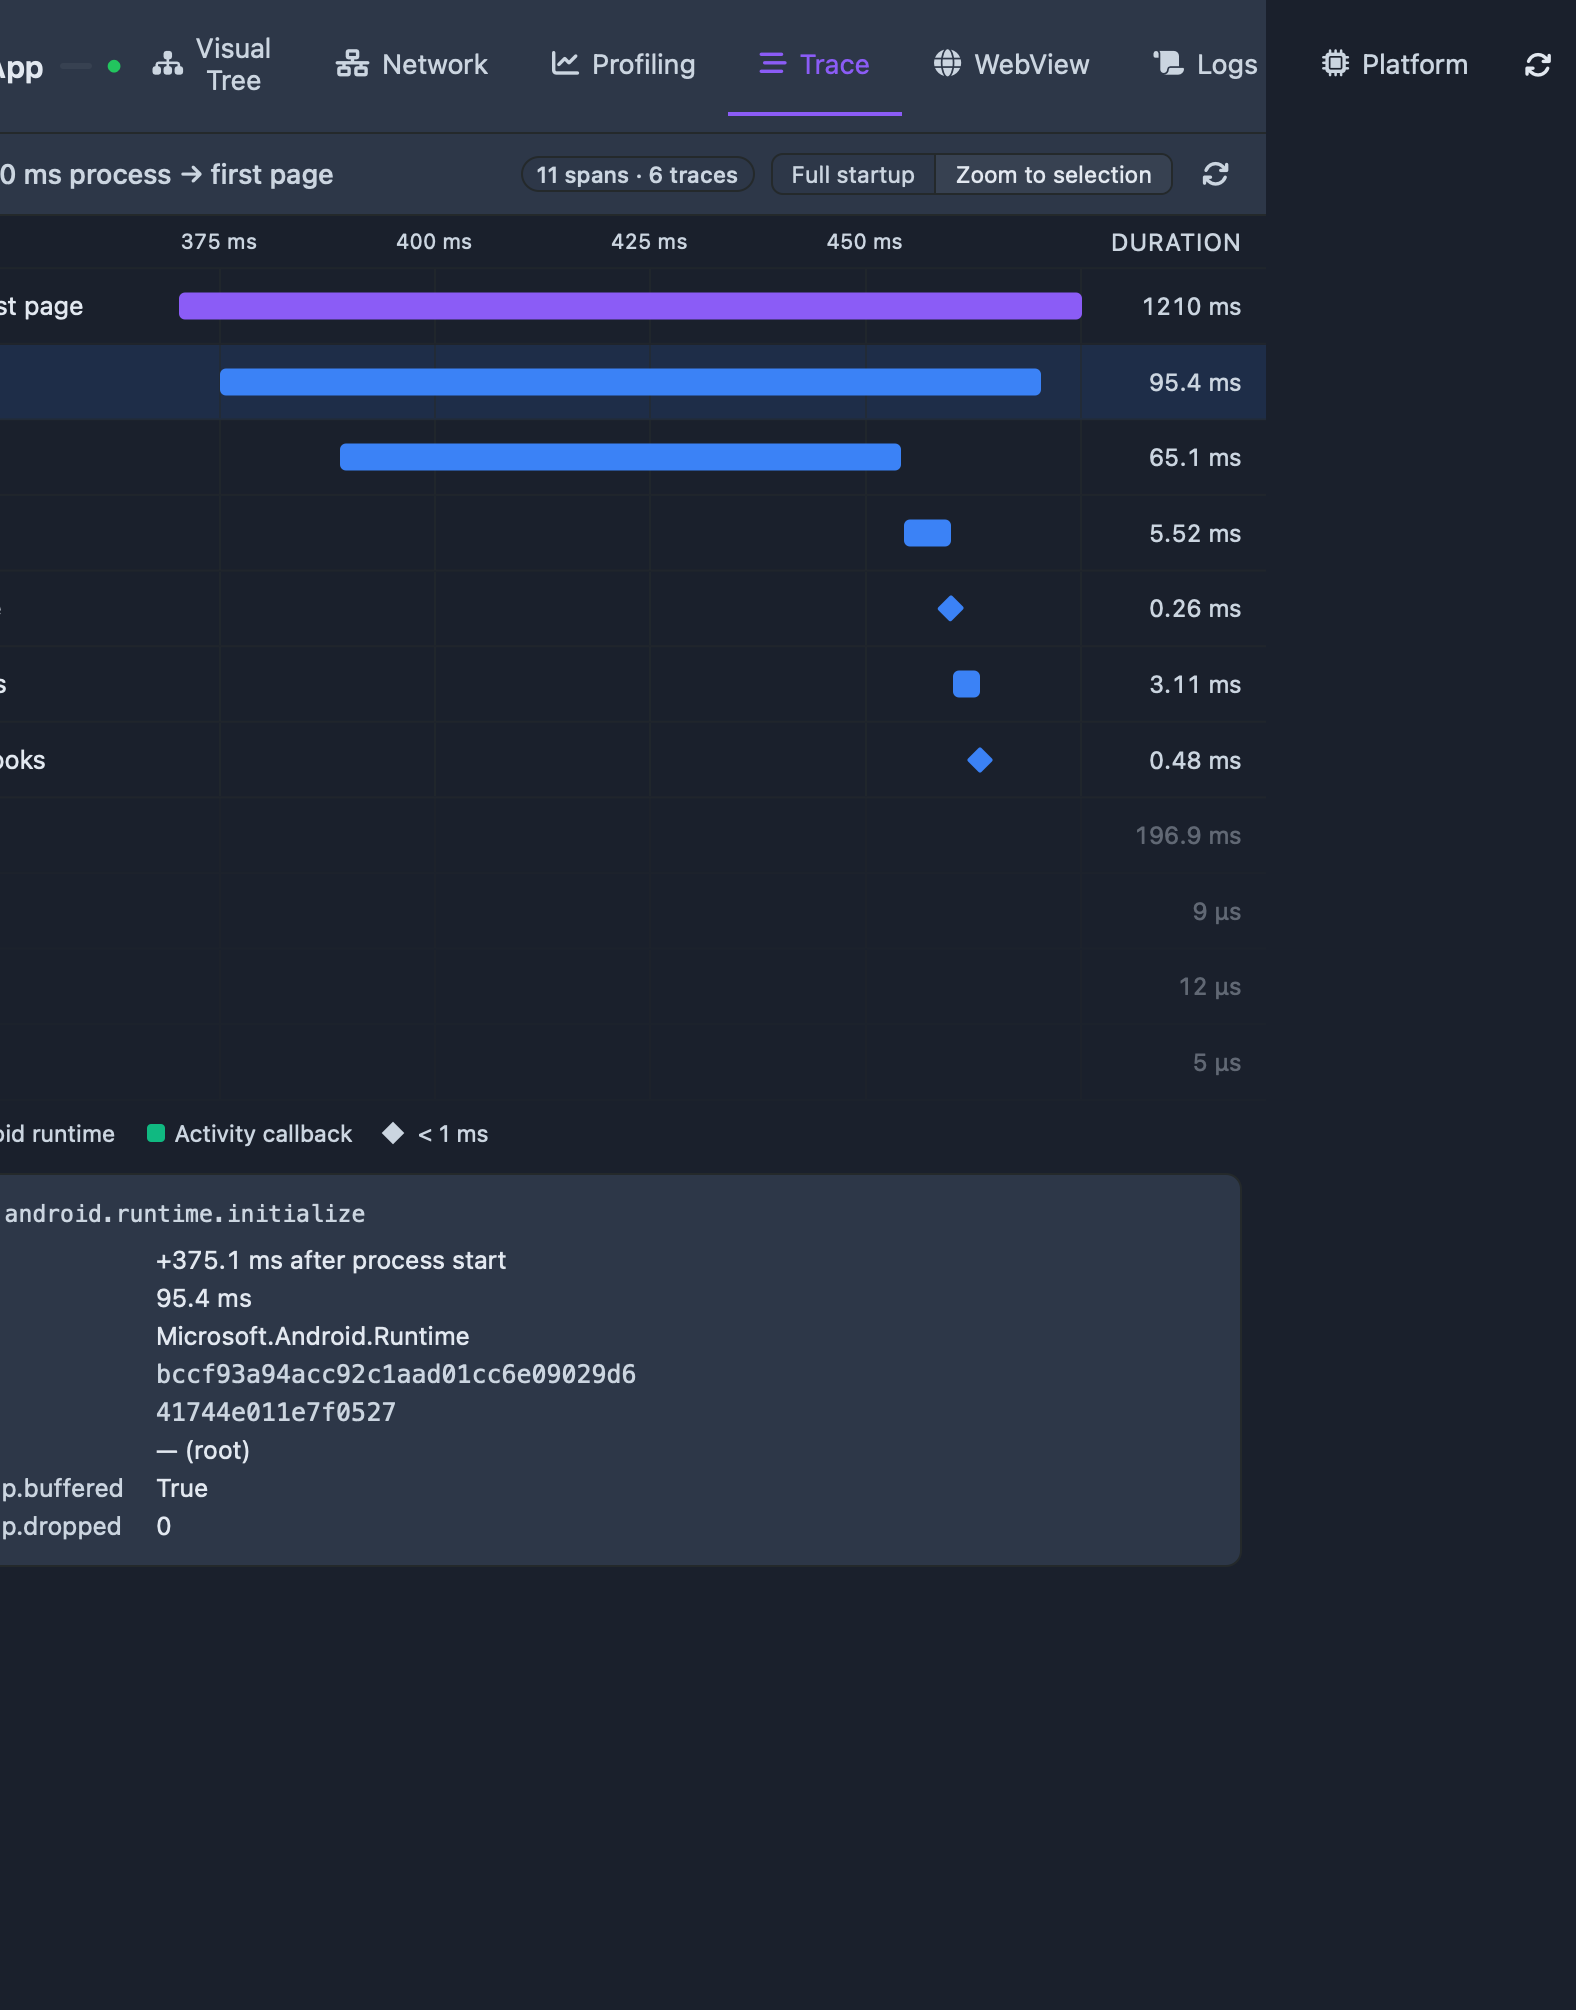 App
Visual
Tree
Network
Profiling
Trace
WebView
Logs
Platform
0 ms process → first page
11 spans · 6 traces
Full startup
Zoom to selection
375 ms
400 ms
425 ms
450 ms
DURATION
st page
1210 ms
95.4 ms
65.1 ms
5.52 ms
0.26 ms
s
3.11 ms
ooks
0.48 ms
196.9 ms
9 µs
12 µs
5 µs
oid runtime
Activity callback
< 1 ms
android.runtime.initialize
+375.1 ms after process start
95.4 ms
Microsoft.Android.Runtime
bccf93a94acc92c1aad01cc6e09029d6
41744e011e7f0527
— (root)
p.buffered True
p.dropped 0